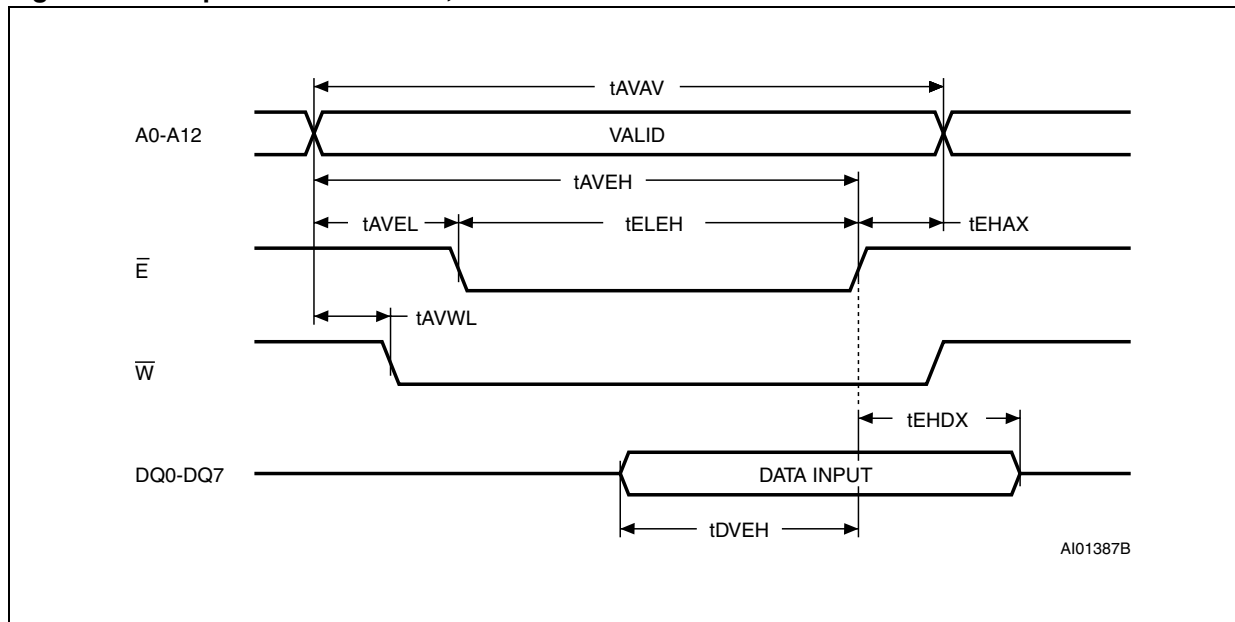 tAVAV
A0-A12
VALID
tAVEH
tAVEL
tELEH
tEHAX
E̅
tAVWL
W̅
tEHDX
DQ0-DQ7
DATA INPUT
tDVEH
AI01387B